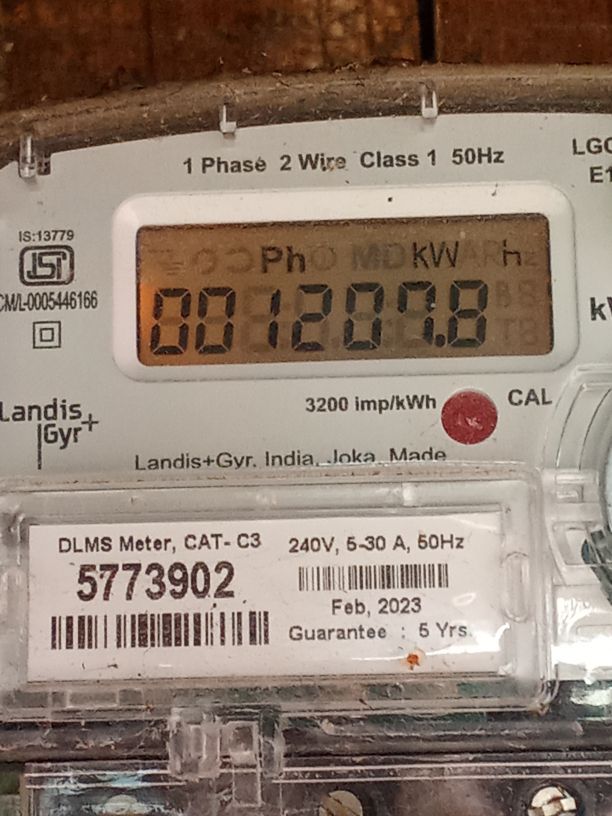 1 Phase 2 Wire Class 1 50Hz
IS:13779
ISI
CM/L-0005446166
Ph kW h
001207.8
3200 imp/kWh
CAL
Landis
Gyr+
Landis+Gyr, India, Joka, Made
DLMS Meter, CAT- C3
5773902
240V, 5-30 A, 50Hz
Feb, 2023
Guarantee : 5 Yrs.